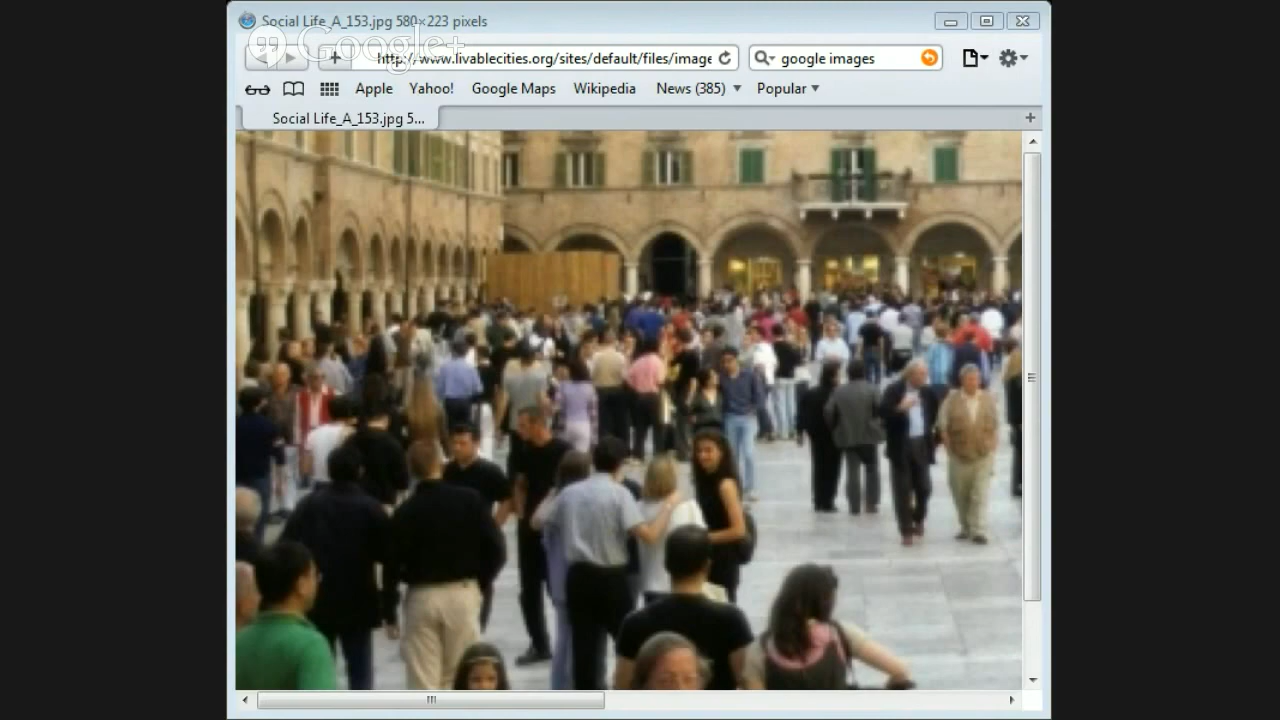 Social Life_A_153.jpg 580×223 pixels
Google+
http://www.livablecities.org/sites/default/files/image
google images
Apple Yahoo! Google Maps Wikipedia News (385) Popular
Social Life_A_153.jpg 5...